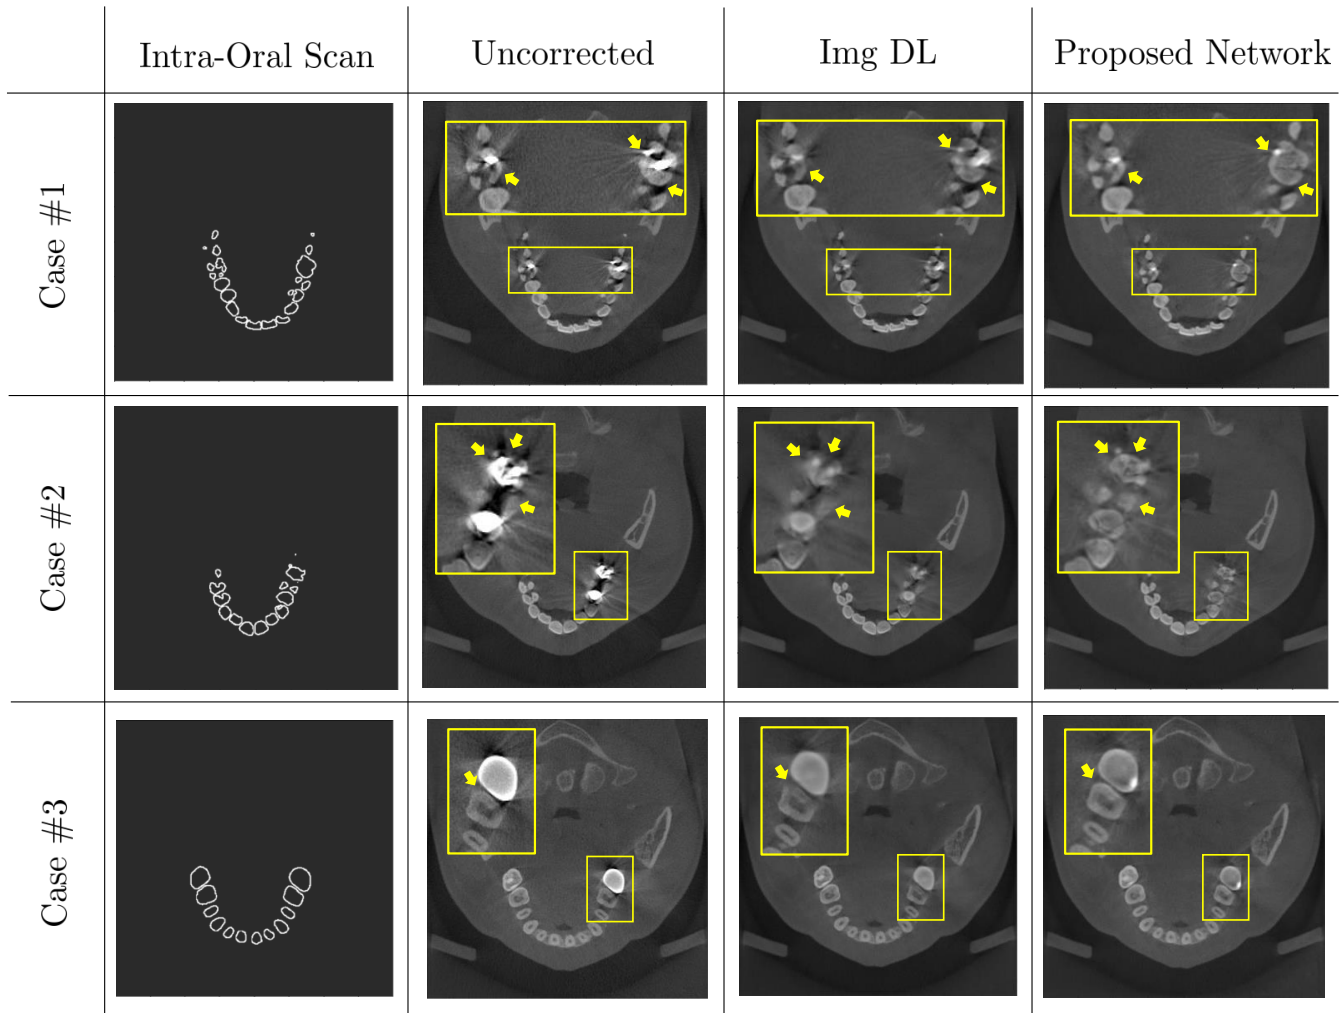 Intra-Oral Scan
Uncorrected
Img DL
Proposed Network
Case #1
Case #2
Case #3